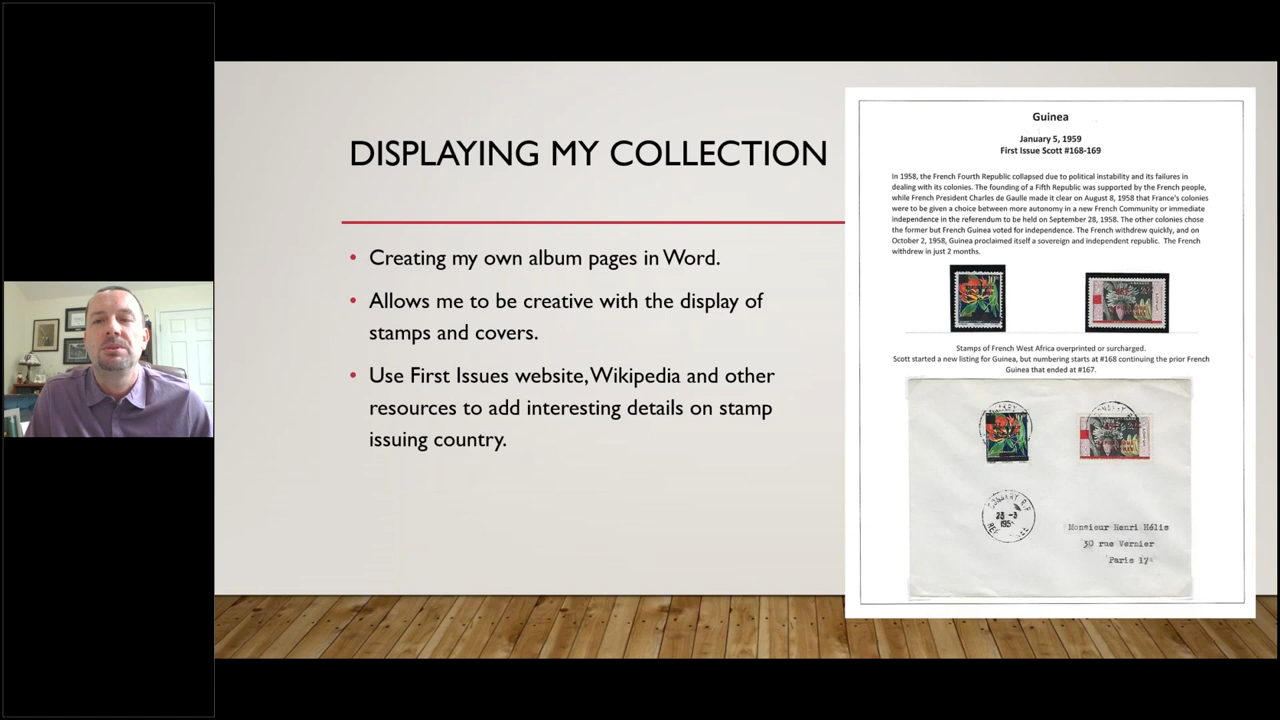 DISPLAYING MY COLLECTION
• Creating my own album pages in Word.
• Allows me to be creative with the display of
stamps and covers.
• Use First Issues website, Wikipedia and other
resources to add interesting details on stamp
issuing country.
Guinea
January 5, 1959
First Issue Scott #168-169
In 1958, the French Fourth Republic collapsed due to political instability and its failures in
dealing with its colonies. The founding of a Fifth Republic was supported by the French people,
while French President Charles de Gaulle made it clear on August 8, 1958 that France's colonies
were to be given a choice between more autonomy in a new French Community or immediate
independence in the referendum to be held on September 28, 1958. The other colonies chose
the former but French Guinea voted for independence. The French withdrew quickly, and on
October 2, 1958, Guinea proclaimed itself a sovereign and independent republic. The French
withdrew in just 2 months.
Stamps of French West Africa overprinted or surcharged.
Scott started a new listing for Guinea, but numbering starts at #168 continuing the prior French
Guinea that ended at #167.
CONAKRY R.P
23 -3
Monsieur Henri Hélis
30 rue Vernier
Paris 17